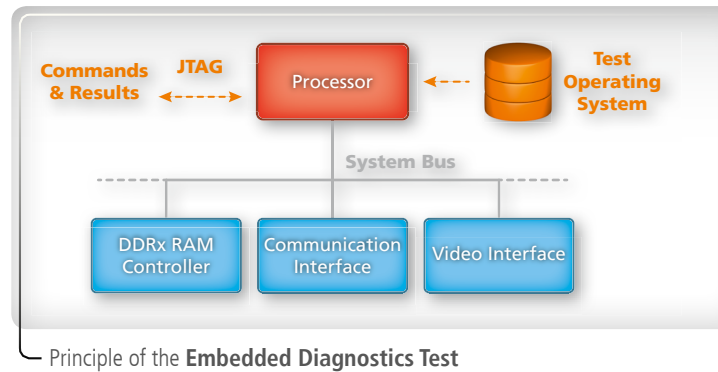 Commands
& Results
JTAG
Processor
Test
Operating
System
System Bus
DDRx RAM
Controller
Communication
Interface
Video Interface
Principle of the Embedded Diagnostics Test